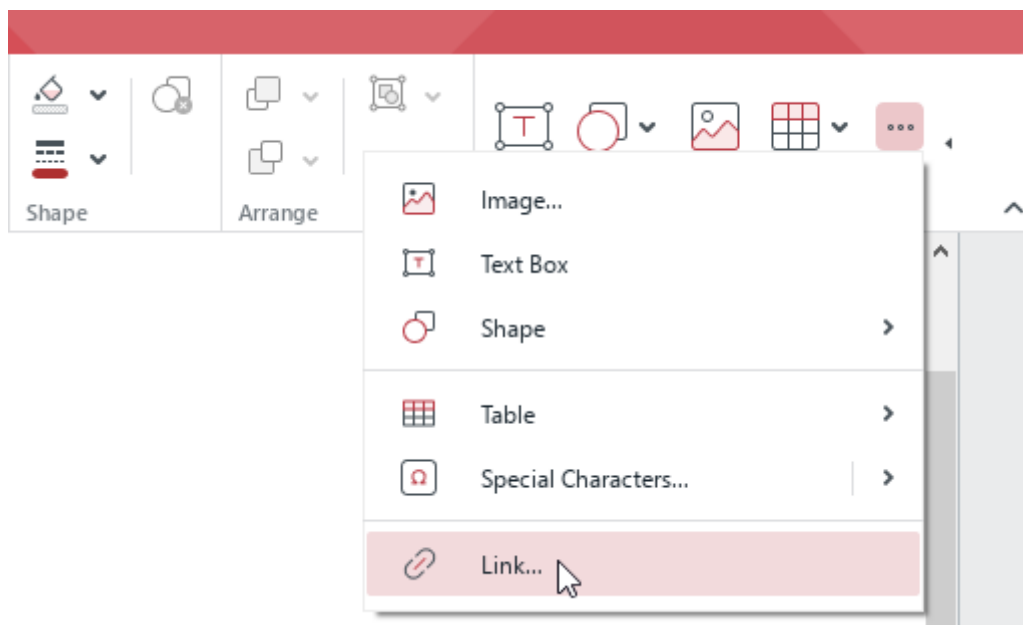 Shape
Arrange
Image...
Text Box
Shape
Table
Special Characters...
Link...